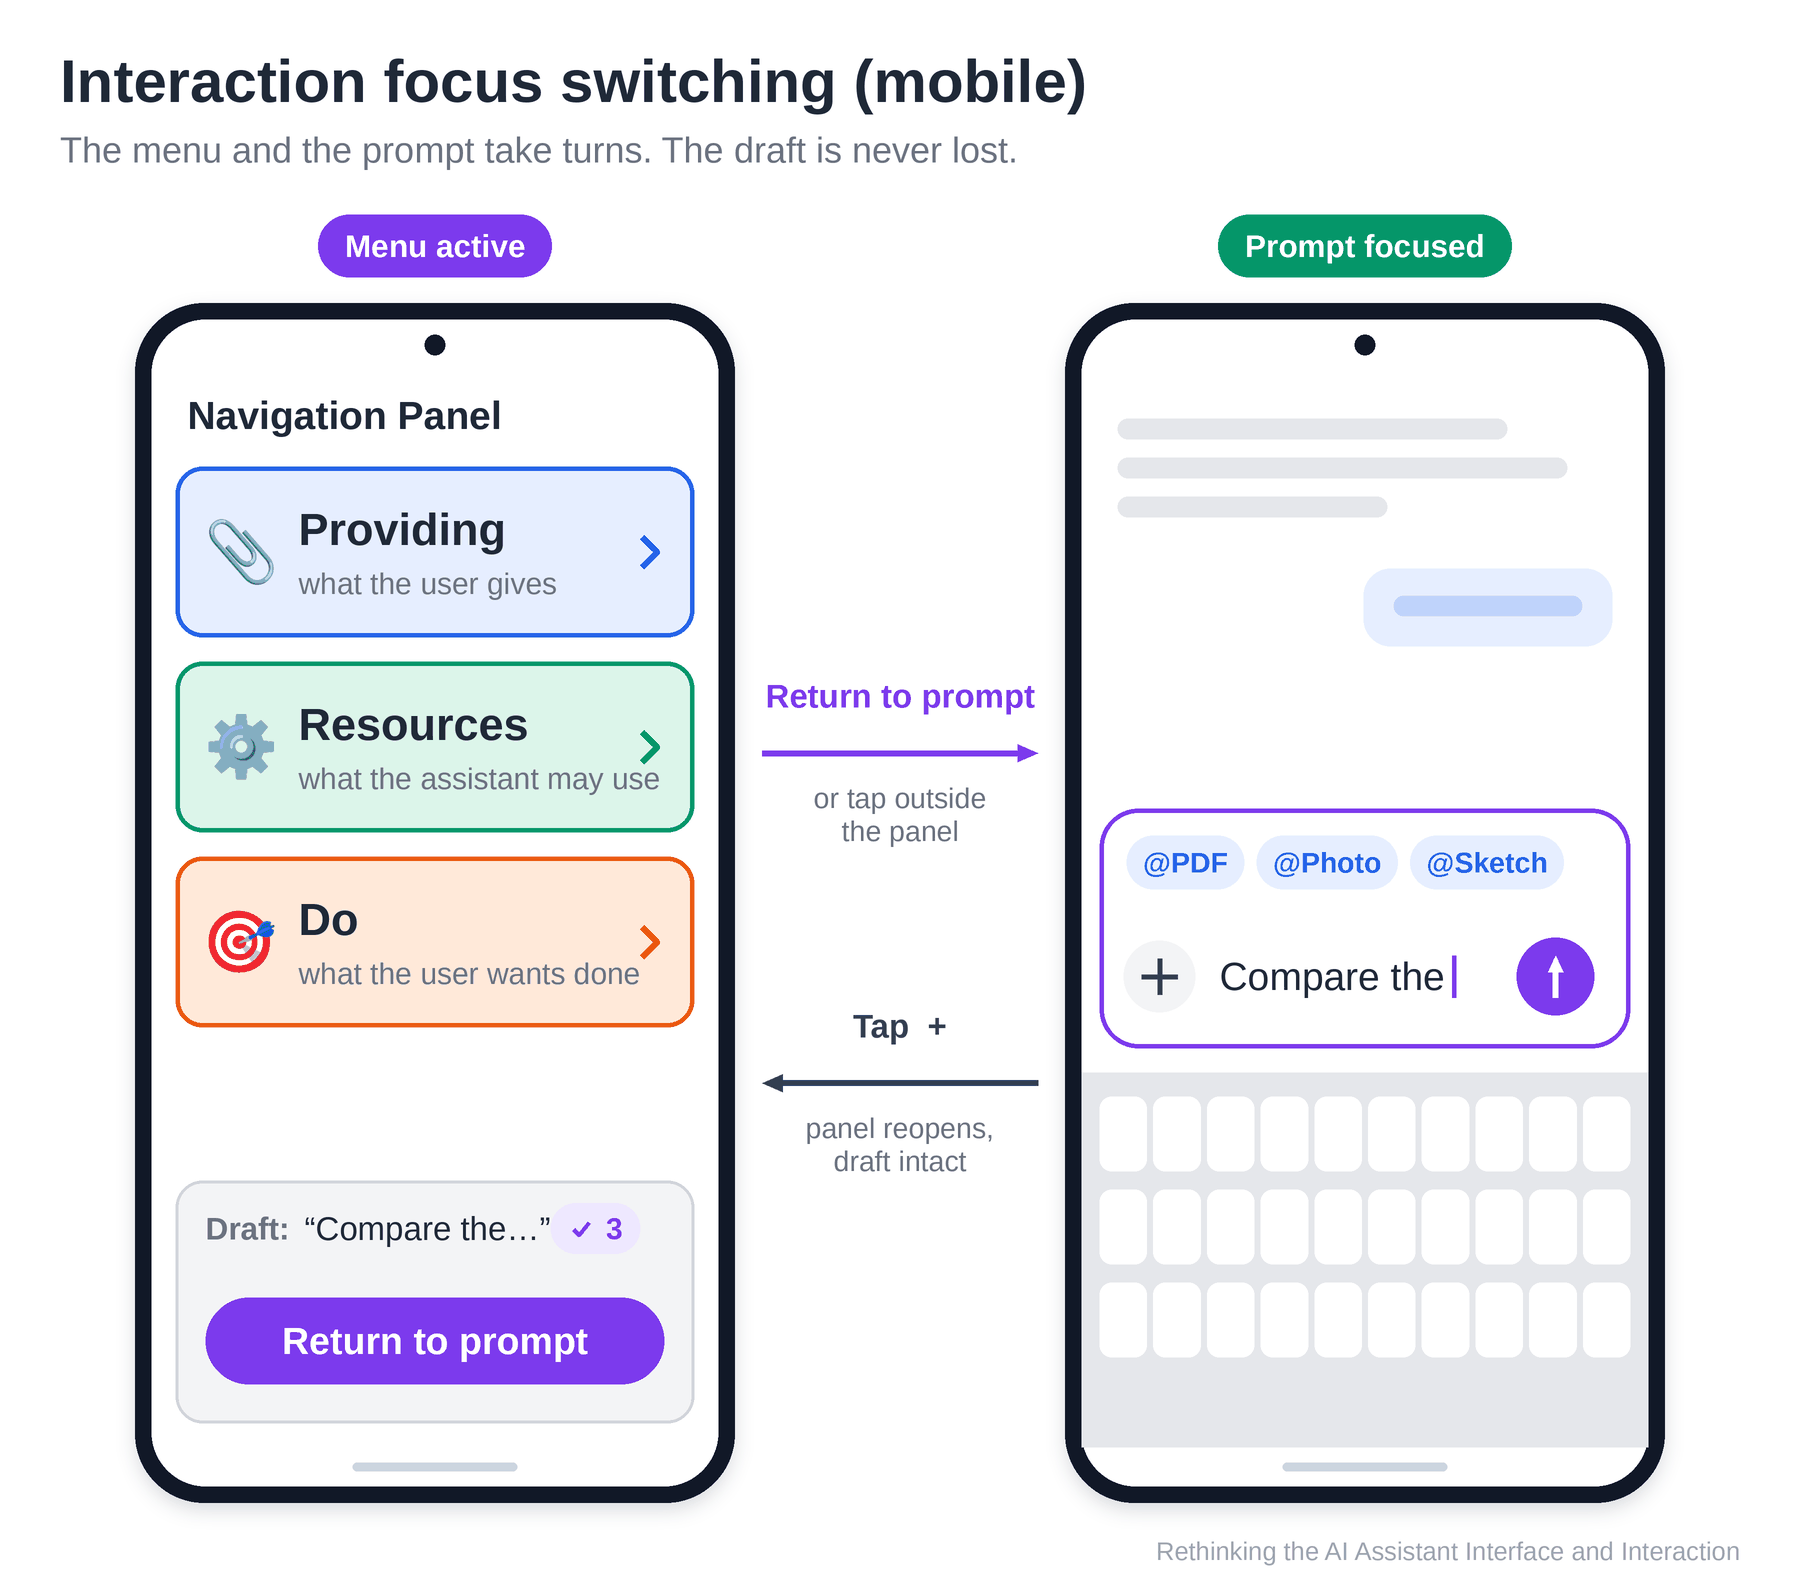 Interaction focus switching (mobile)
The menu and the prompt take turns. The draft is never lost.
Menu active
Prompt focused
Navigation Panel
Providing
what the user gives
Resources
what the assistant may use
Do
what the user wants done
Draft: “Compare the…” ✓ 3
Return to prompt
Return to prompt
or tap outside
the panel
Tap +
panel reopens,
draft intact
@PDF @Photo @Sketch
+ Compare the
Rethinking the AI Assistant Interface and Interaction